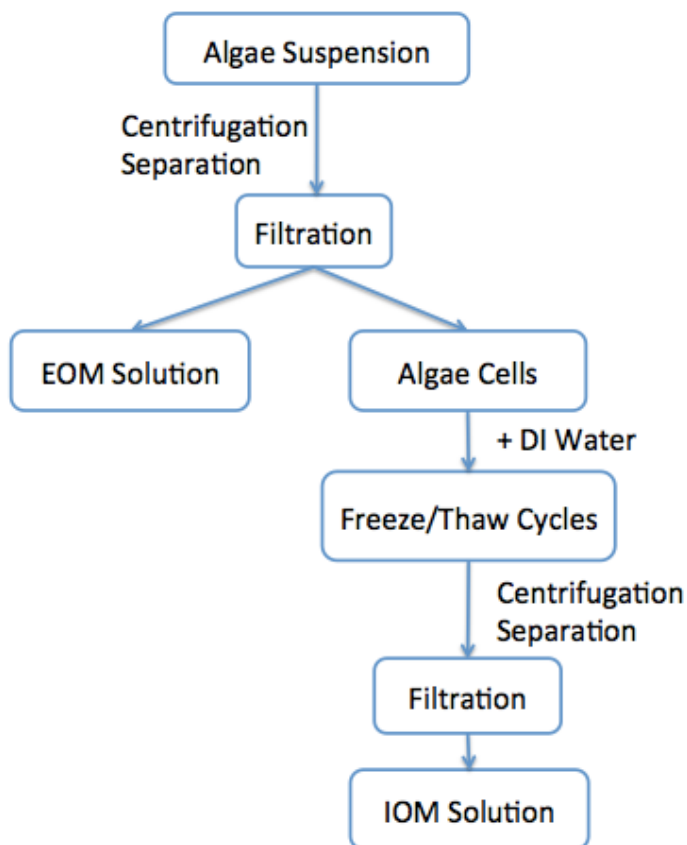 Algae Suspension
Centrifugation
Separation
Filtration
EOM Solution
Algae Cells
+ DI Water
Freeze/Thaw Cycles
Centrifugation
Separation
Filtration
IOM Solution